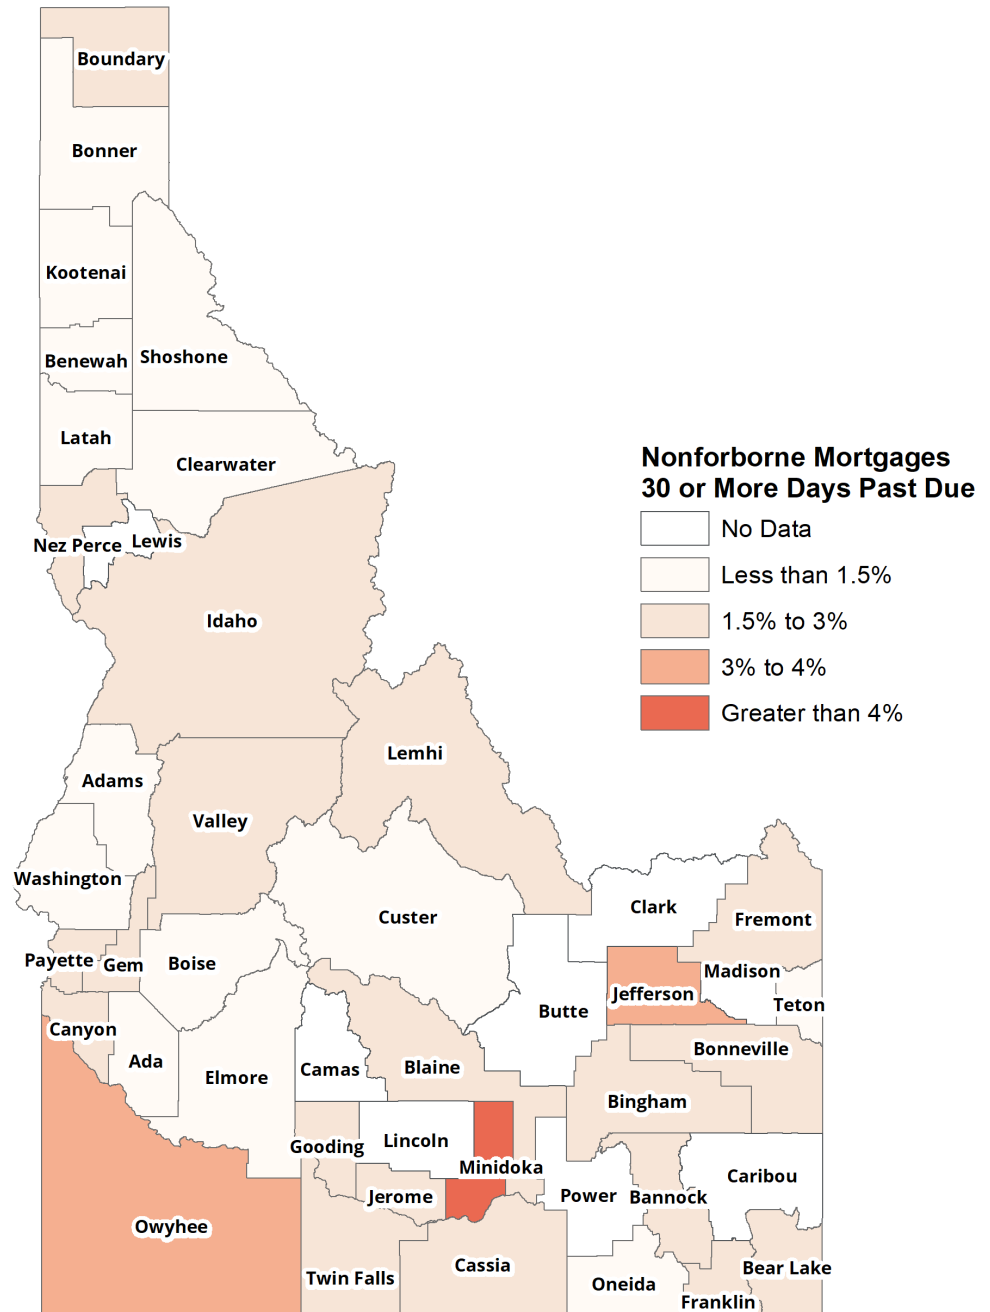 Boundary
Bonner
Kootenai
Benewah
Shoshone
Latah
Clearwater
Nonforborne Mortgages
30 or More Days Past Due
No Data
Less than 1.5%
1.5% to 3%
3% to 4%
Greater than 4%
Nez Perce
Lewis
Idaho
Lemhi
Adams
Valley
Washington
Custer
Clark
Fremont
Payette
Gem
Boise
Madison
Jefferson
Teton
Butte
Canyon
Ada
Elmore
Camas
Blaine
Bonneville
Bingham
Gooding
Lincoln
Minidoka
Jerome
Power
Bannock
Caribou
Owyhee
Twin Falls
Cassia
Oneida
Bear Lake
Franklin